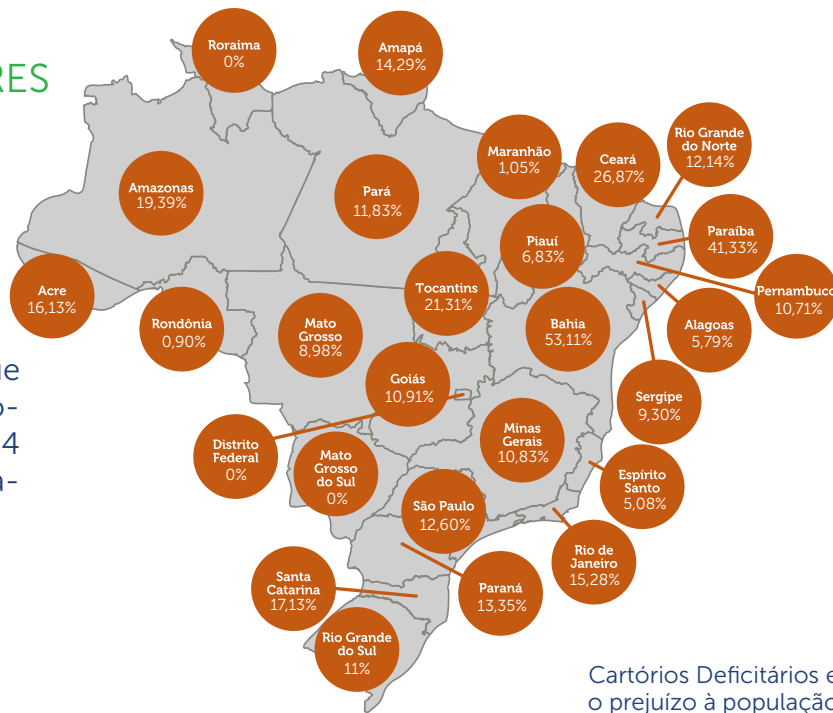 RES
Roraima
0%
Amapá
14,29%
Maranhão
1,05%
Ceará
26,87%
Rio Grande
do Norte
12,14%
Amazonas
19,39%
Pará
11,83%
Piauí
6,83%
Paraíba
41,33%
Acre
16,13%
Rondônia
0,90%
Mato
Grosso
8,98%
Tocantins
21,31%
Bahia
53,11%
Alagoas
5,79%
Pernambuco
10,71%
Goiás
10,91%
Sergipe
9,30%
ue
o-
4
a-
Distrito
Federal
0%
Mato
Grosso
do Sul
0%
Minas
Gerais
10,83%
São Paulo
12,60%
Espírito
Santo
5,08%
Rio de
Janeiro
15,28%
Santa
Catarina
17,13%
Paraná
13,35%
Rio Grande
do Sul
11%
Cartórios Deficitários e
o prejuízo à população